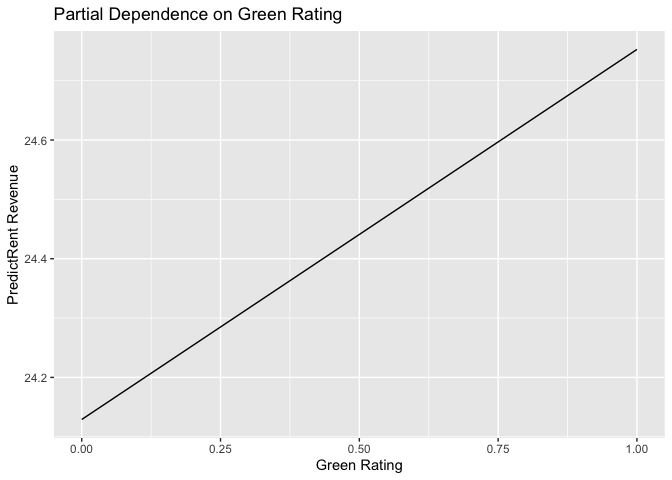 Partial Dependence on Green Rating
PredictRent Revenue
24.6
24.4
24.2
0.00 0.25 0.50 0.75 1.00
Green Rating